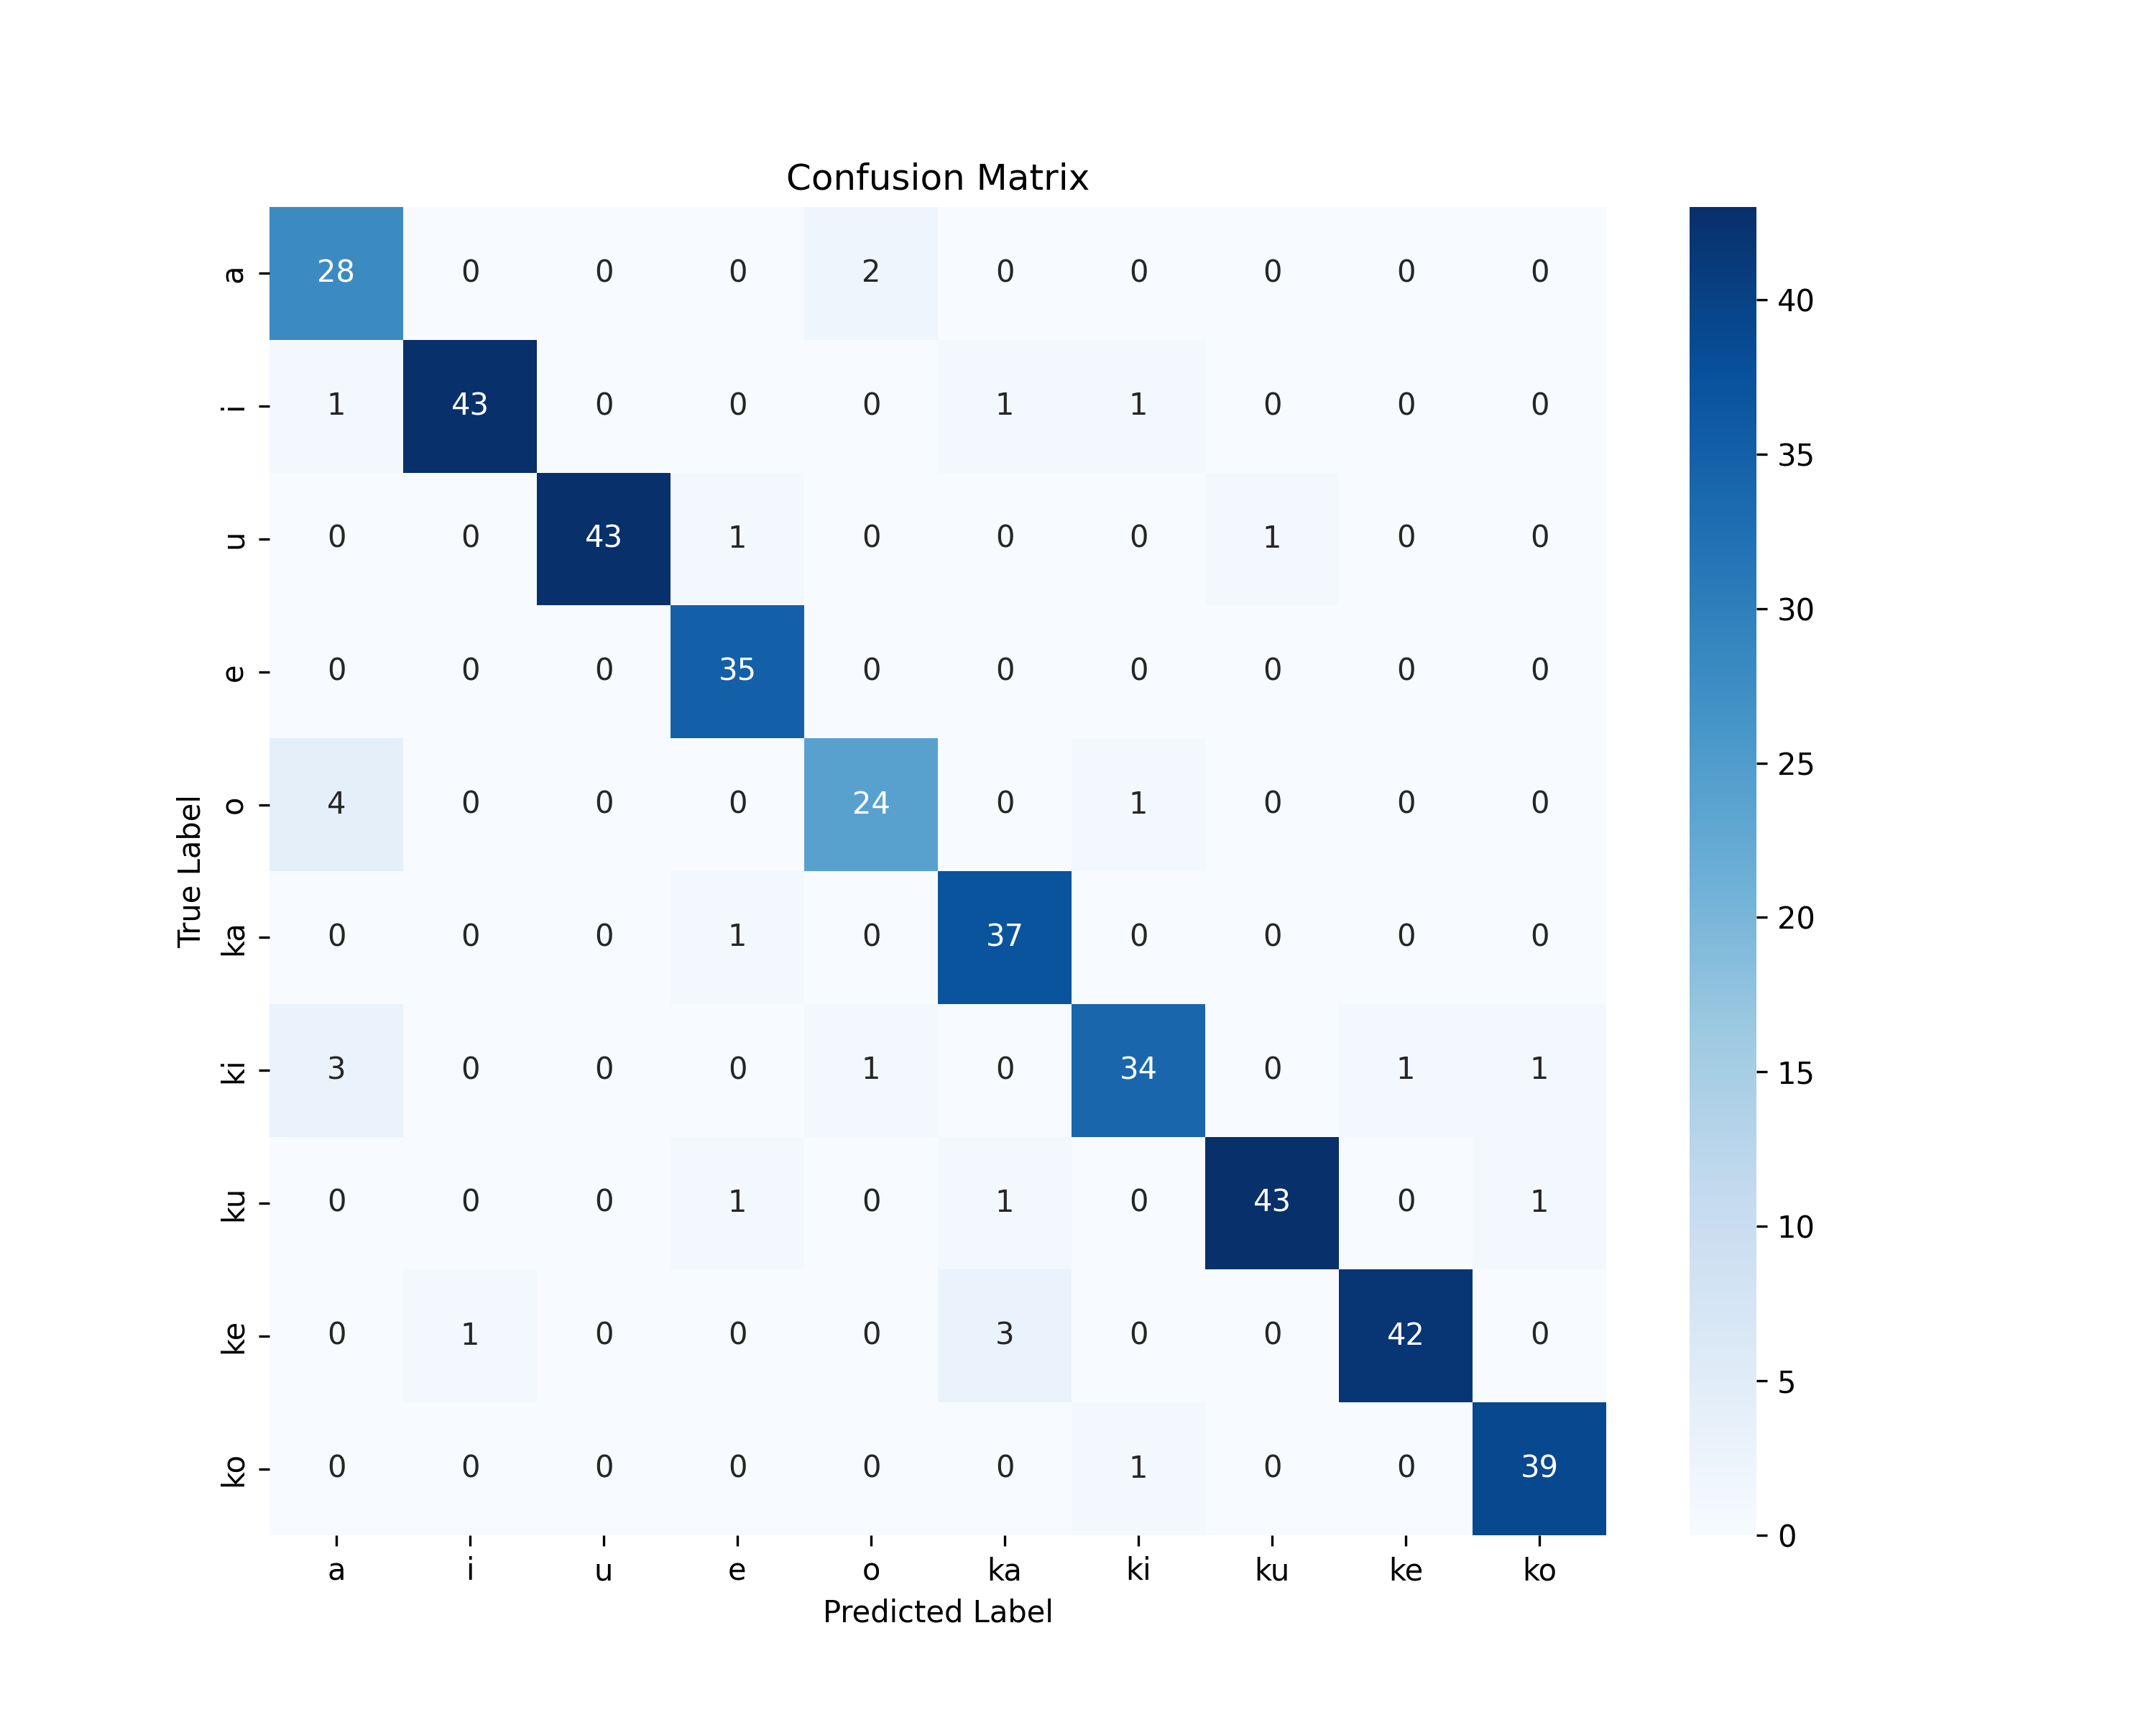 Confusion Matrix
a 28 0 0 0 2 0 0 0 0 0
i 1 43 0 0 0 1 1 0 0 0
u 0 0 43 1 0 0 0 1 0 0
e 0 0 0 35 0 0 0 0 0 0
o 4 0 0 0 24 0 1 0 0 0
ka 0 0 0 1 0 37 0 0 0 0
ki 3 0 0 0 1 0 34 0 1 1
ku 0 0 0 1 0 1 0 43 0 1
ke 0 1 0 0 0 3 0 0 42 0
ko 0 0 0 0 0 0 1 0 0 39
a i u e o ka ki ku ke ko
Predicted Label
True Label
40
35
30
25
20
15
10
5
0